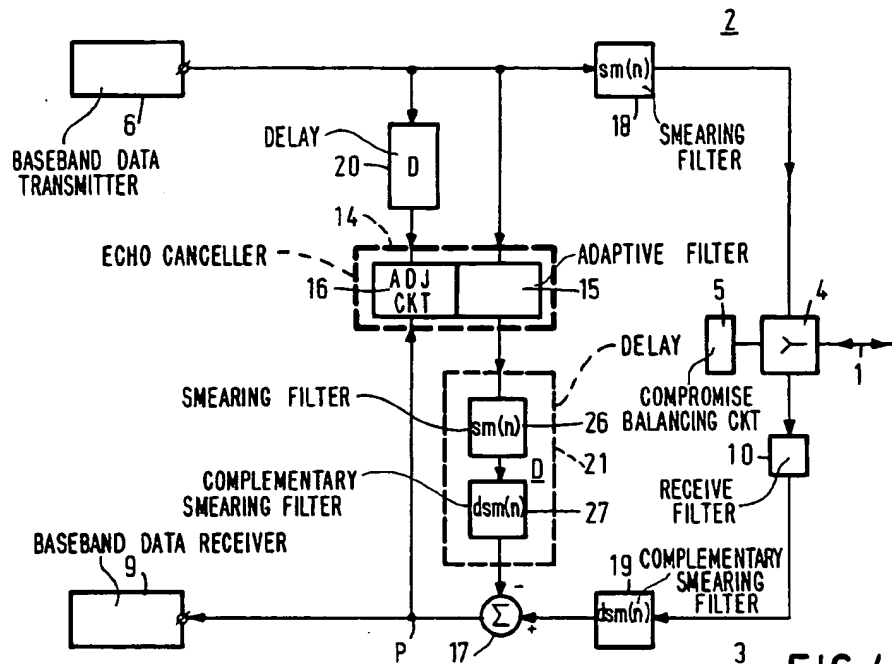 2
sm(n)
18
SMEARING
FILTER
6
BASEBAND DATA
TRANSMITTER
DELAY
20
D
14
ECHO CANCELLER
16
ADJ
CKT
ADAPTIVE FILTER
15
5
4
1
COMPROMISE
BALANCING CKT
DELAY
SMEARING FILTER
sm(n)
26
21
D
COMPLEMENTARY
SMEARING FILTER
dsm(n)
27
10
RECEIVE
FILTER
BASEBAND DATA RECEIVER
9
P
Σ
17
-
+
19
dsm(n)
COMPLEMENTARY
SMEARING
FILTER
3